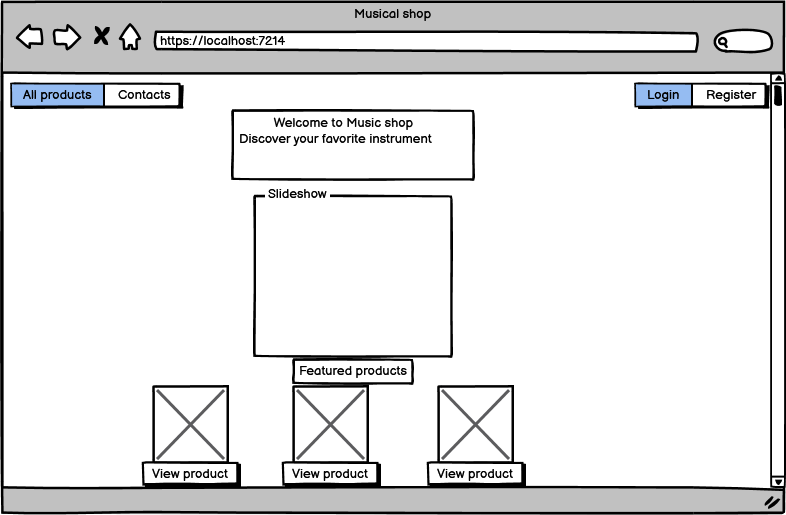 Musical shop
https://localhost:7214
All products
Contacts
Login
Register
Welcome to Music shop
Discover your favorite instrument
Slideshow
Featured products
View product
View product
View product